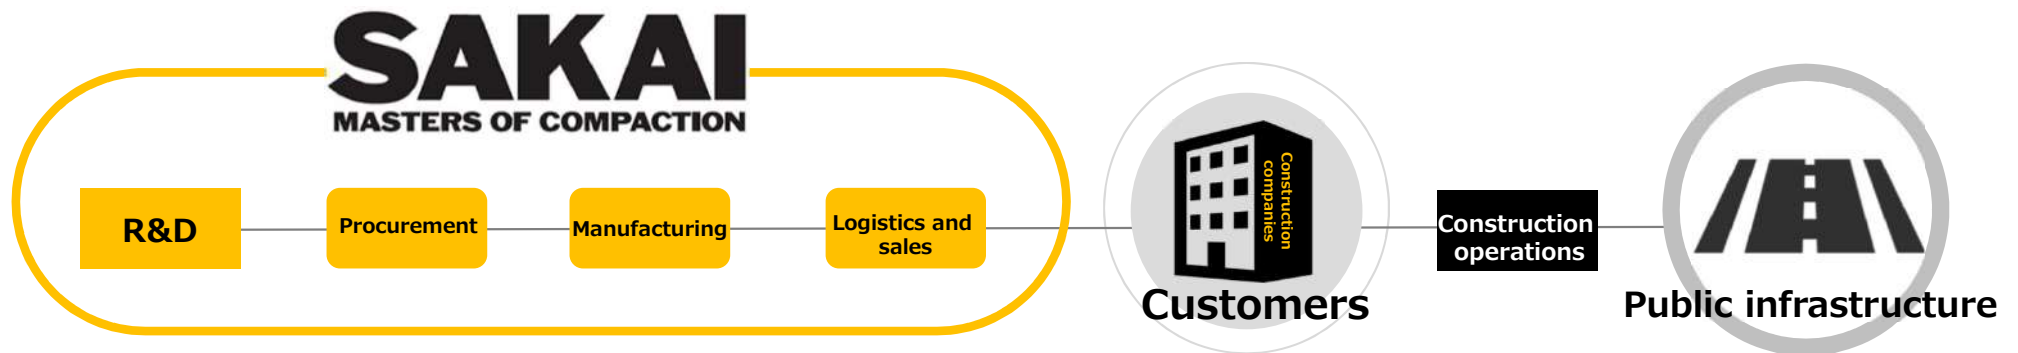 SAKAI
MASTERS OF COMPACTION
R&D
Procurement
Manufacturing
Logistics and
sales
Construction
companies
Customers
Construction
operations
Public infrastructure